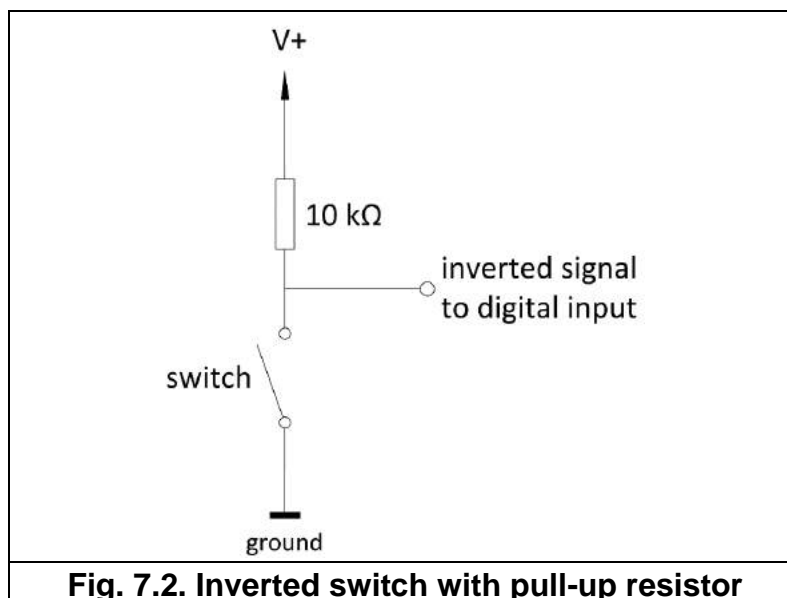 V+
10 kΩ
inverted signal
to digital input
switch
ground
Fig. 7.2. Inverted switch with pull-up resistor